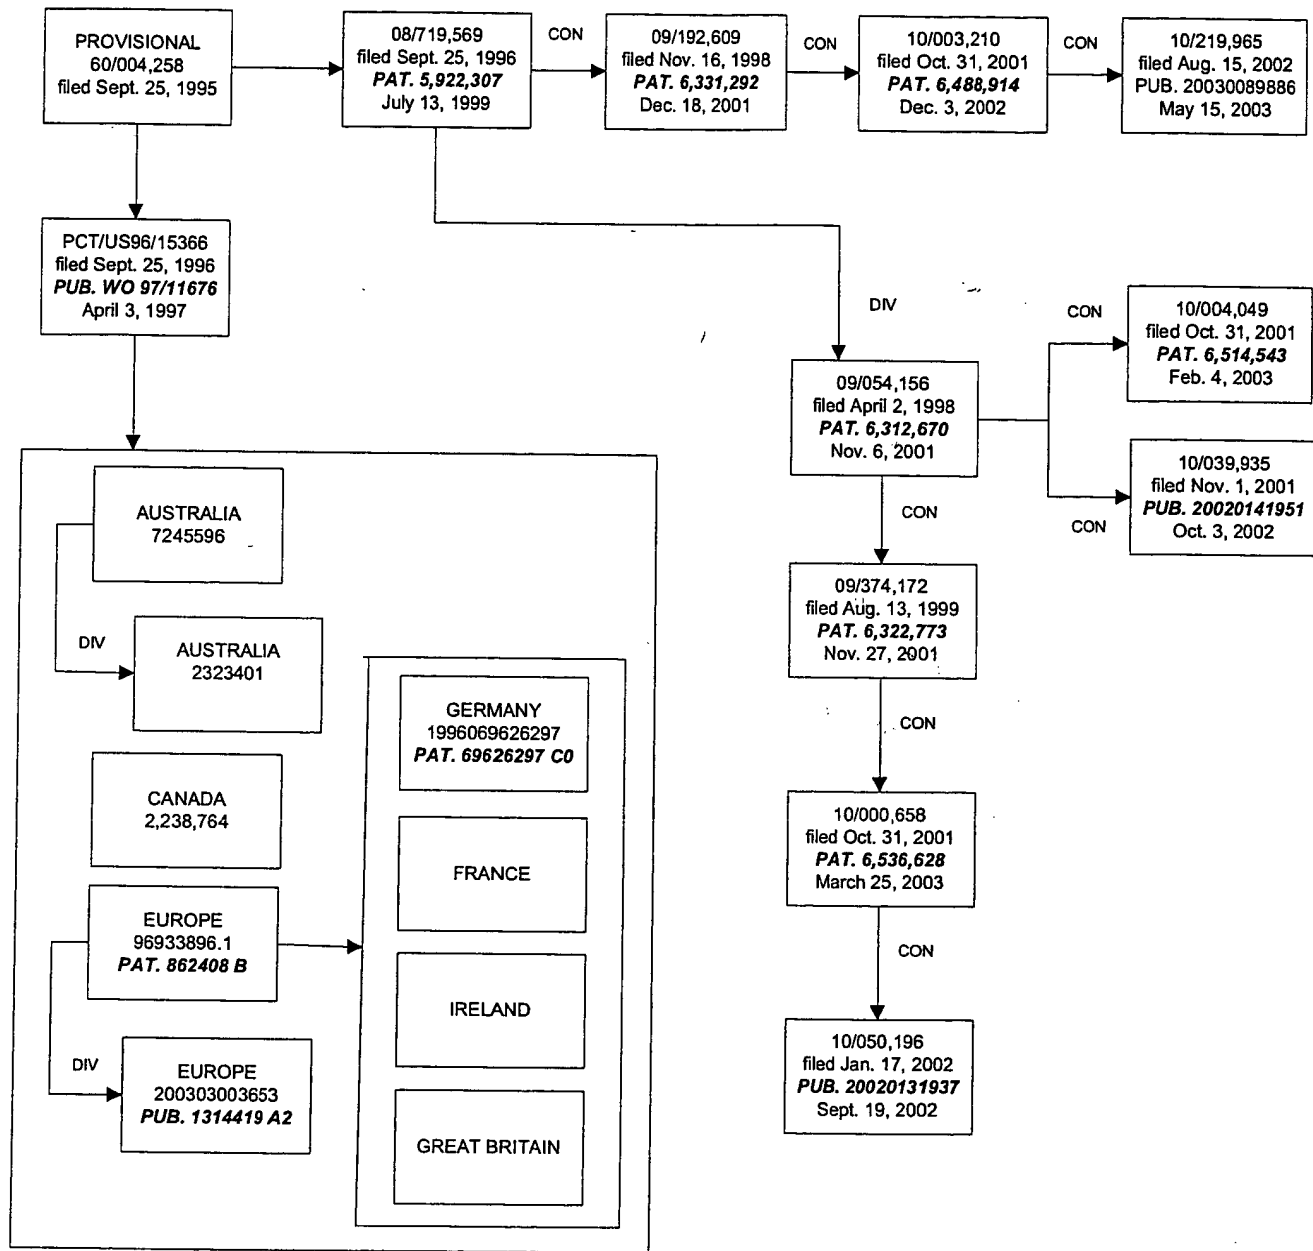 PROVISIONAL
60/004,258
filed Sept. 25, 1995
08/719,569
filed Sept. 25, 1996
PAT. 5,922,307
July 13, 1999
CON
09/192,609
filed Nov. 16, 1998
PAT. 6,331,292
Dec. 18, 2001
CON
10/003,210
filed Oct. 31, 2001
PAT. 6,488,914
Dec. 3, 2002
CON
10/219,965
filed Aug. 15, 2002
PUB. 20030089886
May 15, 2003
PCT/US96/15366
filed Sept. 25, 1996
PUB. WO 97/11676
April 3, 1997
DIV
09/054,156
filed April 2, 1998
PAT. 6,312,670
Nov. 6, 2001
CON
10/004,049
filed Oct. 31, 2001
PAT. 6,514,543
Feb. 4, 2003
CON
10/039,935
filed Nov. 1, 2001
PUB. 20020141951
Oct. 3, 2002
CON
09/374,172
filed Aug. 13, 1999
PAT. 6,322,773
Nov. 27, 2001
CON
10/000,658
filed Oct. 31, 2001
PAT. 6,536,628
March 25, 2003
CON
10/050,196
filed Jan. 17, 2002
PUB. 20020131937
Sept. 19, 2002
AUSTRALIA
7245596
DIV
AUSTRALIA
2323401
CANADA
2,238,764
EUROPE
96933896.1
PAT. 862408 B
DIV
EUROPE
200303003653
PUB. 1314419 A2
GERMANY
1996069626297
PAT. 69626297 C0
FRANCE
IRELAND
GREAT BRITAIN